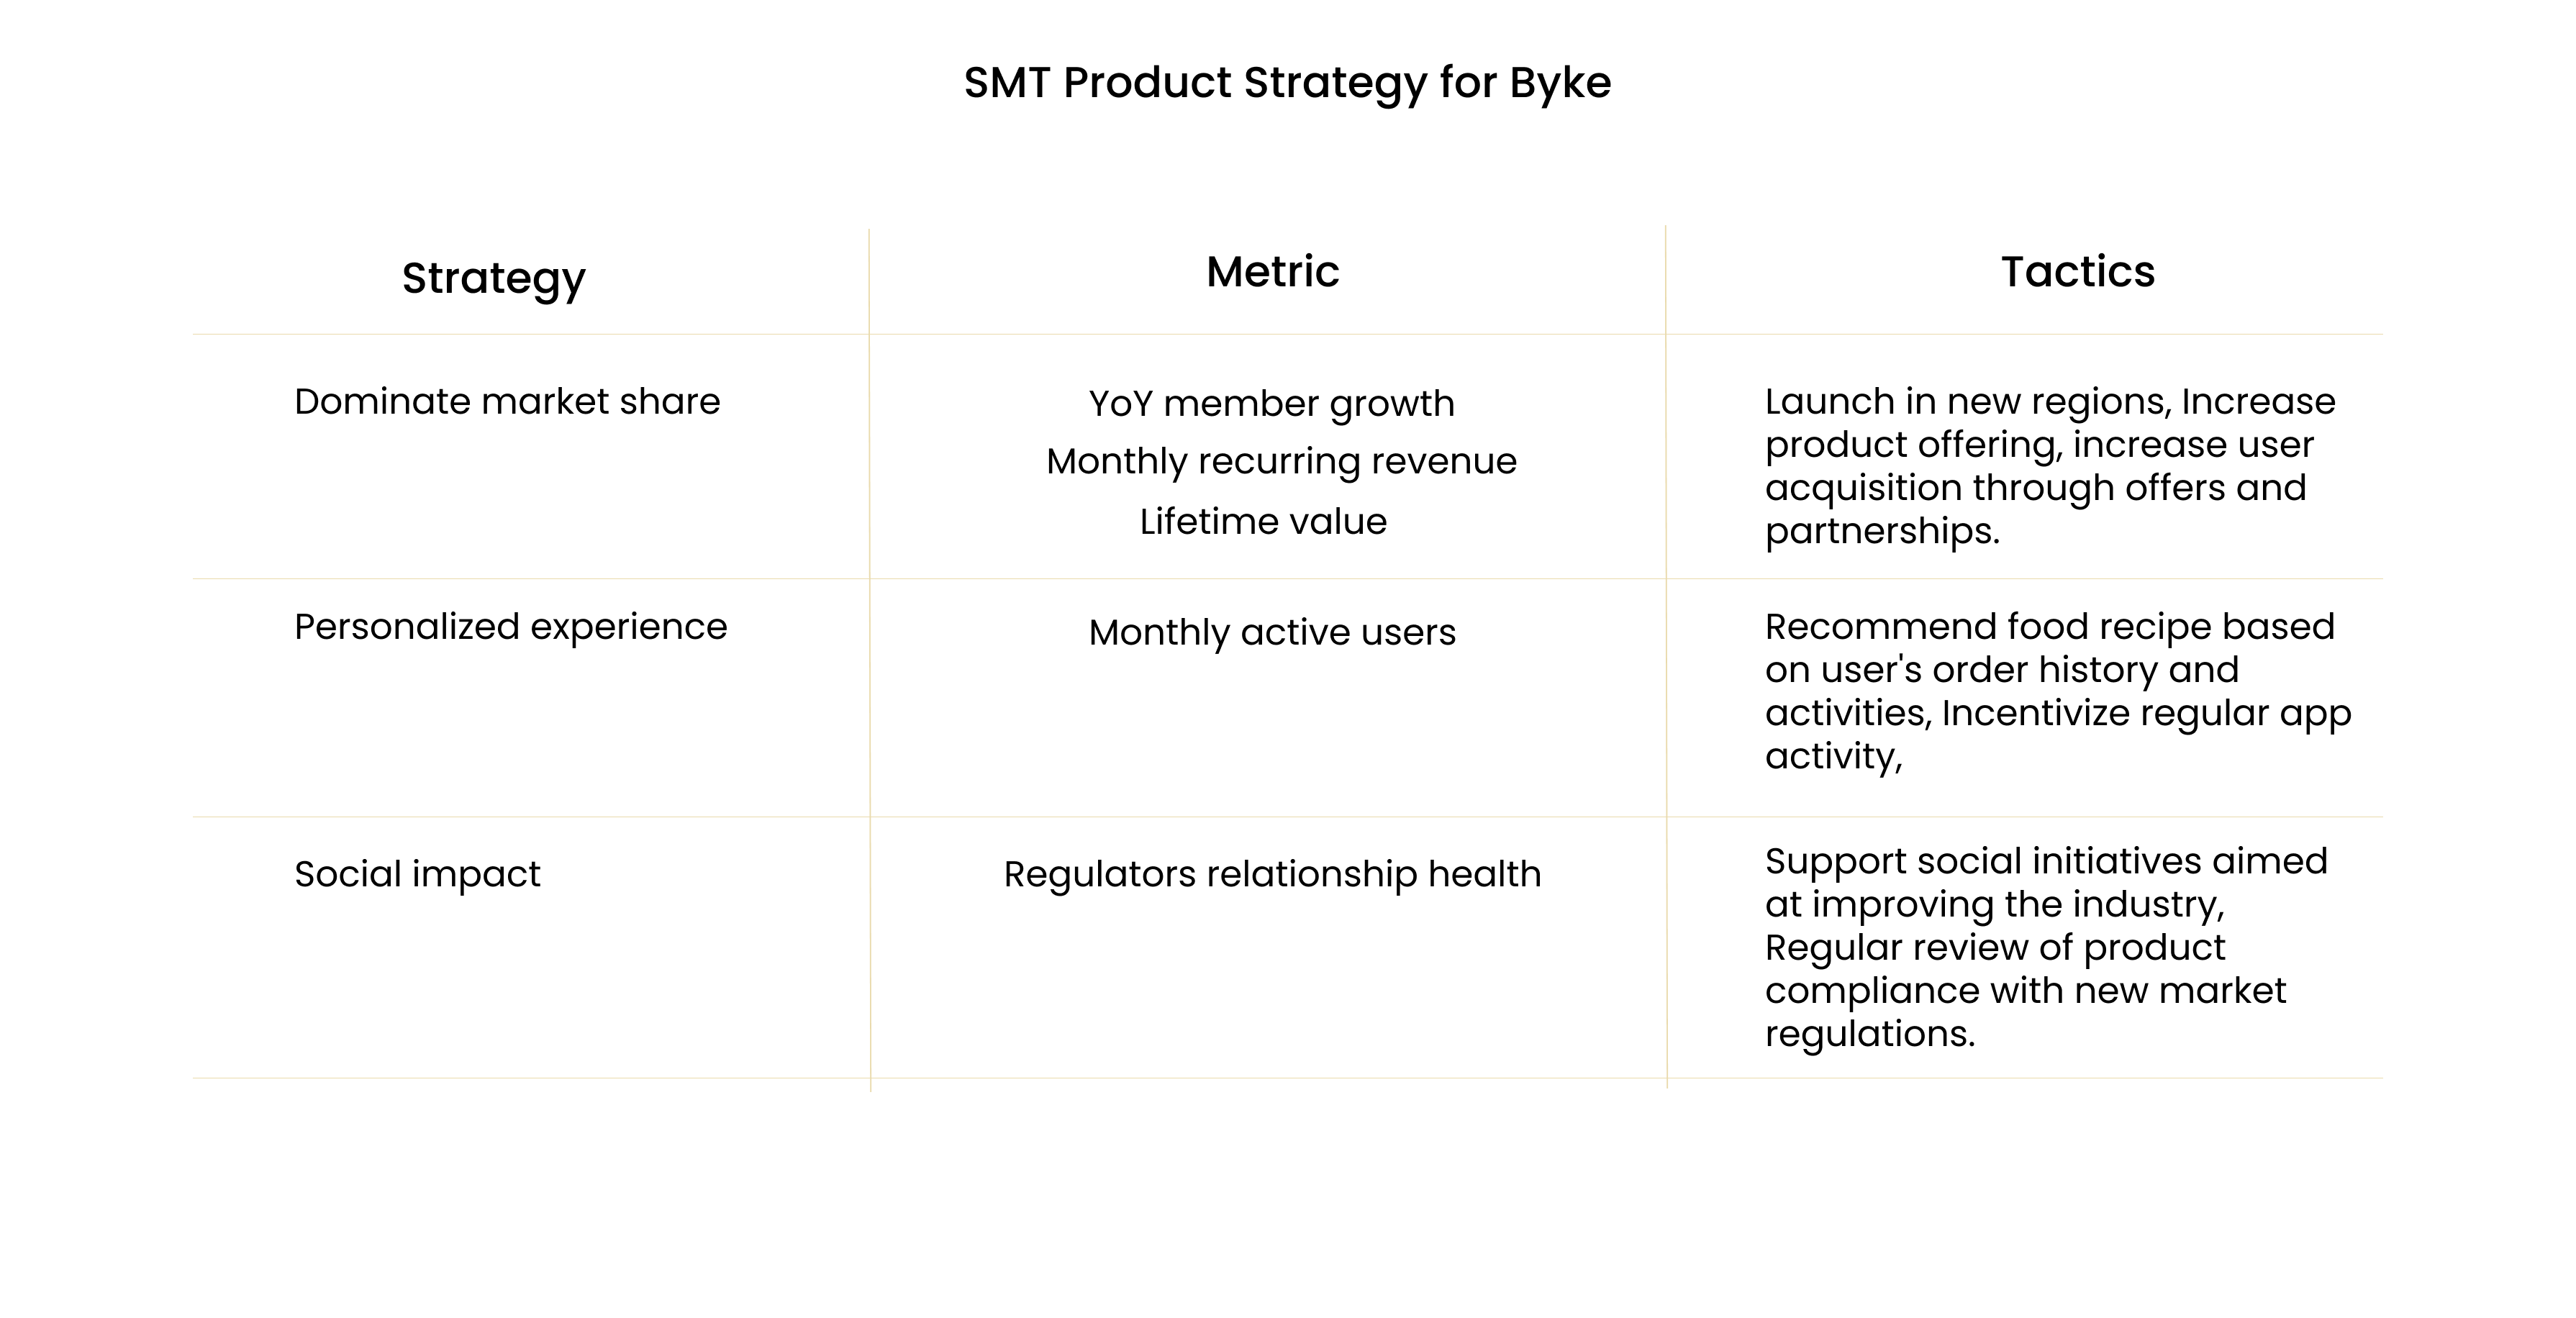 SMT Product Strategy for Byke
Strategy
Metric
Tactics
Dominate market share
YoY member growth
Monthly recurring revenue
Lifetime value
Launch in new regions, Increase
product offering, increase user
acquisition through offers and
partnerships.
Personalized experience
Monthly active users
Recommend food recipe based
on user's order history and
activities, Incentivize regular app
activity,
Social impact
Regulators relationship health
Support social initiatives aimed
at improving the industry,
Regular review of product
compliance with new market
regulations.